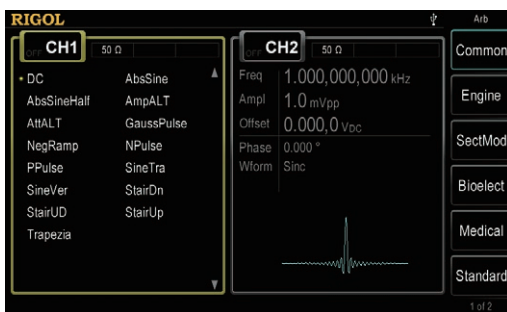 RIGOL
Arb
OFF CH1 50 Ω
• DC AbsSine
AbsSineHalf AmpALT
AttALT GaussPulse
NegRamp NPulse
PPulse SineTra
SineVer StairDn
StairUD StairUp
Trapezia
OFF CH2 50 Ω
Freq 1.000,000,000 kHz
Ampl 1.0 mVpp
Offset 0.000,0 VDC
Phase 0.000 °
Wform Sinc
Common
Engine
SectMod
Bioelect
Medical
Standard
1 of 2